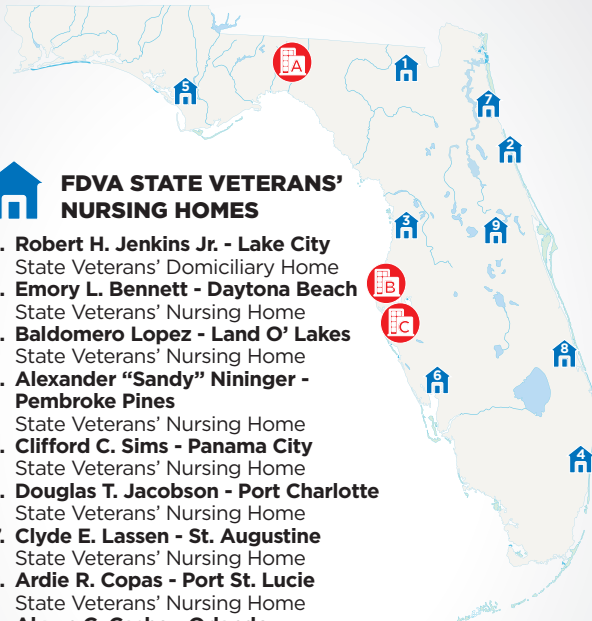 1
A
5
7
2
FDVA STATE VETERANS’
NURSING HOMES
3
9
. Robert H. Jenkins Jr. - Lake City
State Veterans’ Domiciliary Home
. Emory L. Bennett - Daytona Beach
B
State Veterans’ Nursing Home
. Baldomero Lopez - Land O’ Lakes
C
State Veterans’ Nursing Home
8
. Alexander “Sandy” Nininger -
6
Pembroke Pines
State Veterans’ Nursing Home
. Clifford C. Sims - Panama City
4
State Veterans’ Nursing Home
. Douglas T. Jacobson - Port Charlotte
State Veterans’ Nursing Home
. Clyde E. Lassen - St. Augustine
State Veterans’ Nursing Home
. Ardie R. Copas - Port St. Lucie
State Veterans’ Nursing Home